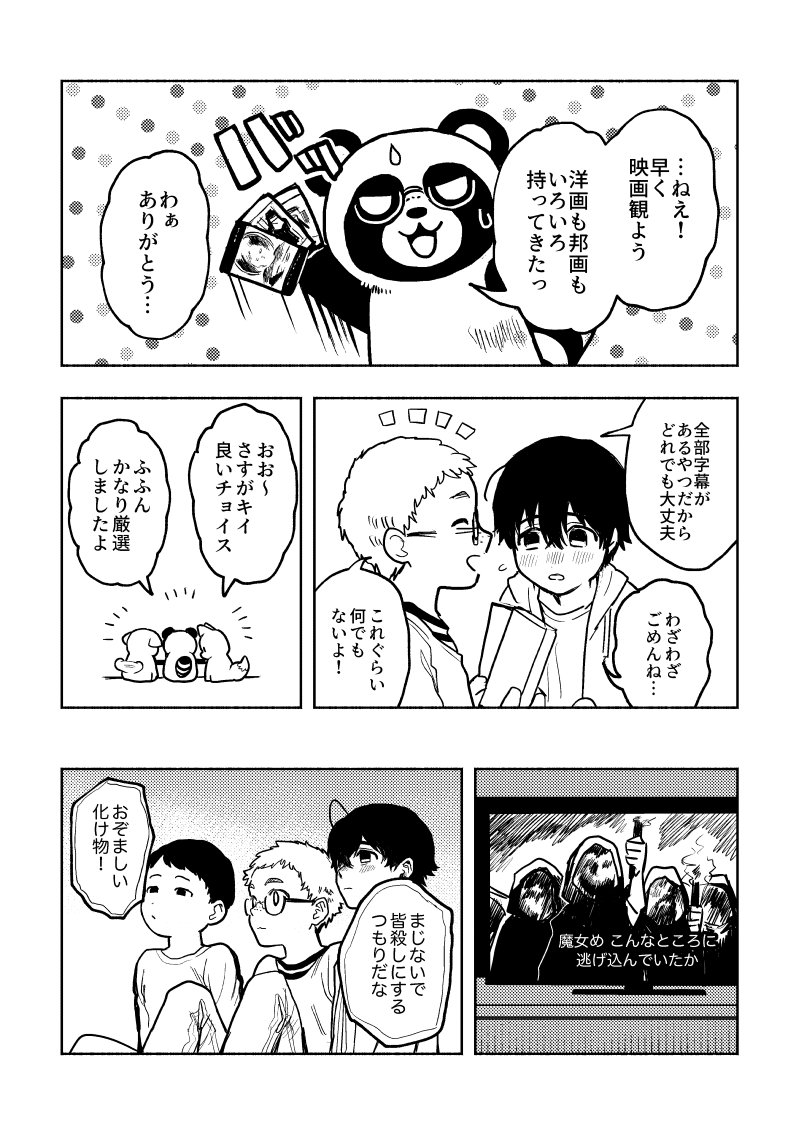 …ねえ！
早く
映画観よう
洋画も邦画も
いろいろ
持ってきたっ
バッ
わぁ
ありがとう…
全部字幕が
あるやつだから
どれでも大丈夫
わざわざ
ごめんね…
これぐらい
何でも
ないよ！
おお～
さすがキイ
良いチョイス
ふふん
かなり厳選
しましたよ
魔女め こんなところに
逃げ込んでいたか
まじないで
皆殺しにする
つもりだな
おぞましい
化け物！